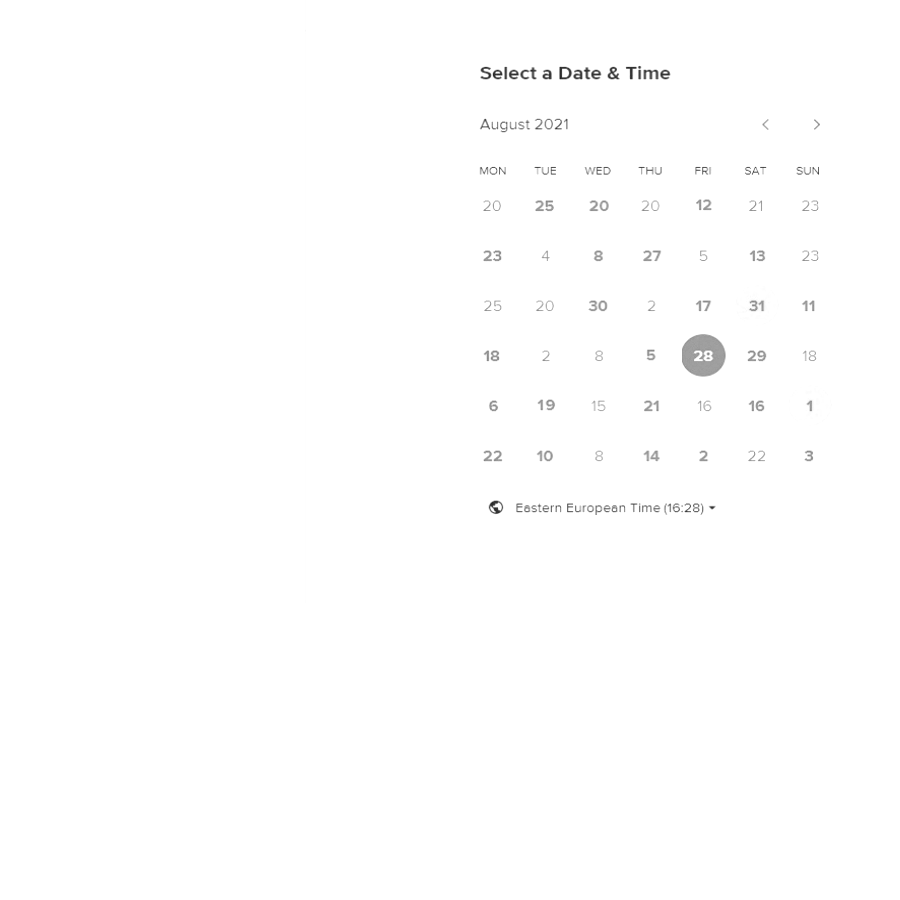 Select a Date & Time
August 2021
MON TUE WED THU FRI SAT SUN
20 25 20 20 12 21 23
23 4 8 27 5 13 23
25 20 30 2 17 31 11
18 2 8 5 28 29 18
6 19 15 21 16 16 1
22 10 8 14 2 22 3
Eastern European Time (16:28)